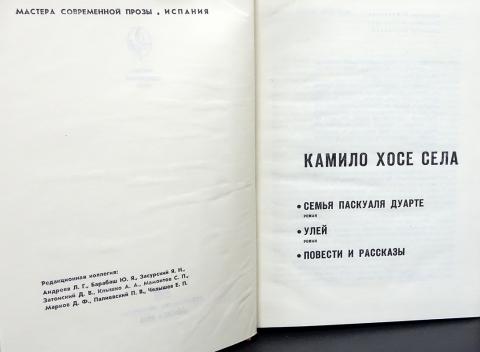 МАСТЕРА СОВРЕМЕННОЙ ПРОЗЫ . ИСПАНИЯ
Редакционная коллегия:
Андреев Л. Г., Барабаш Ю. Я., Засурский Я. Н.,
Затонский Д. В., Клышко А. А., Мамонтов С. П.,
Марков Д. Ф., Палиевский П. В., Челышев Е. П.
КАМИЛО ХОСЕ СЕЛА
• СЕМЬЯ ПАСКУАЛЯ ДУАРТЕ
РОМАН
• УЛЕЙ
РОМАН
• ПОВЕСТИ И РАССКАЗЫ